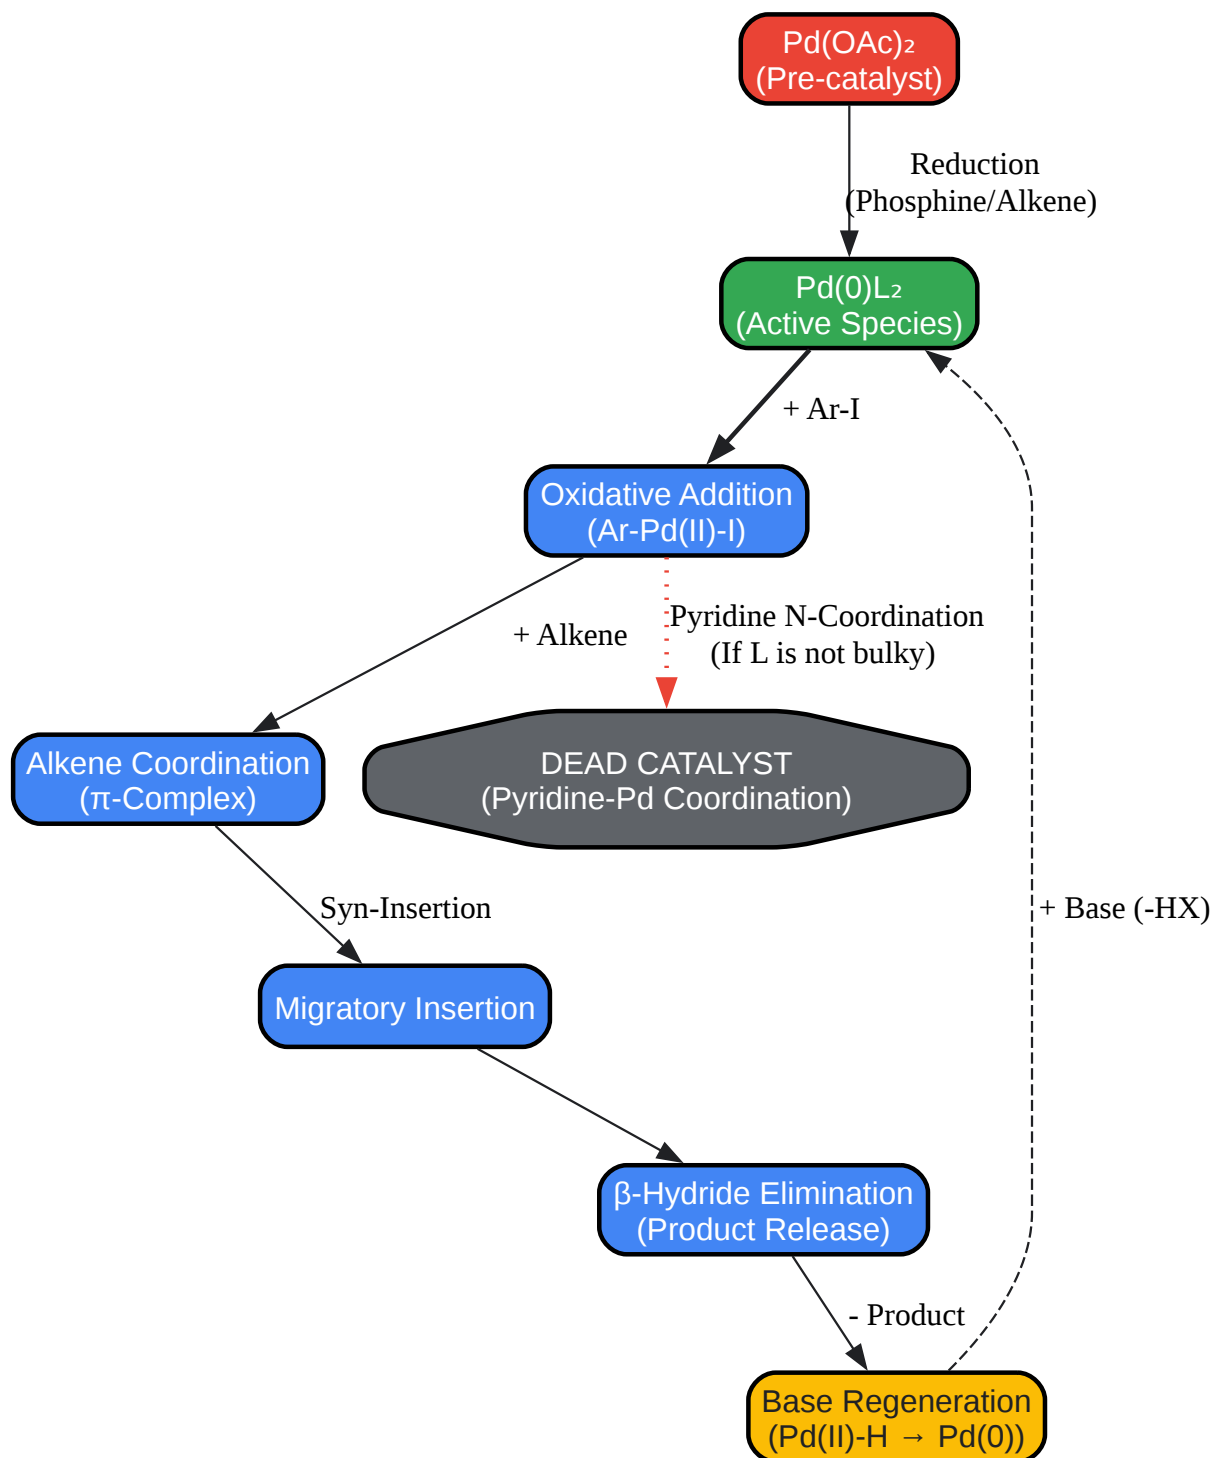 Pd(OAc)₂
(Pre-catalyst)
Reduction
(Phosphine/Alkene)
Pd(0)L₂
(Active Species)
+ Ar-I
Oxidative Addition
(Ar-Pd(II)-I)
+ Alkene
Pyridine N-Coordination
(If L is not bulky)
Alkene Coordination
(π-Complex)
DEAD CATALYST
(Pyridine-Pd Coordination)
Syn-Insertion
+ Base (-HX)
Migratory Insertion
β-Hydride Elimination
(Product Release)
- Product
Base Regeneration
(Pd(II)-H → Pd(0))